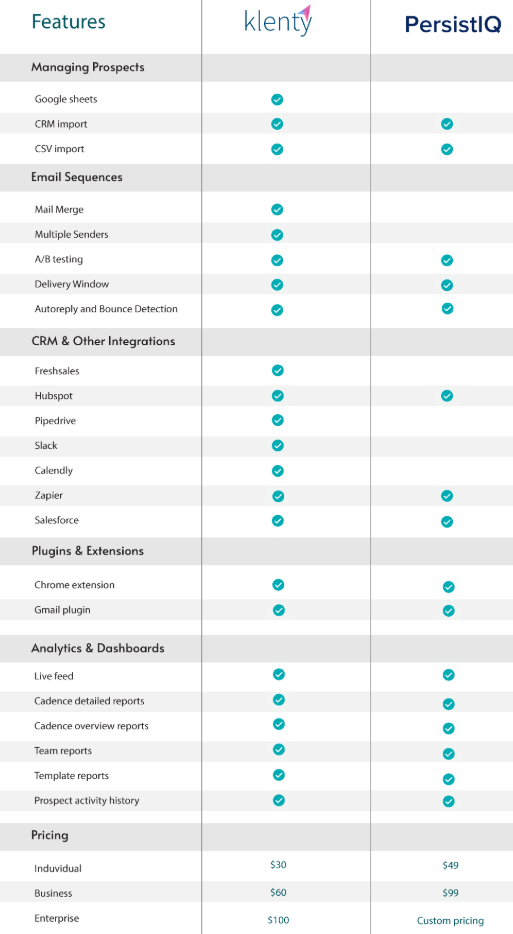 Features klenty PersistIQ
Managing Prospects
Google sheets
CRM import
CSV import
Email Sequences
Mail Merge
Multiple Senders
A/B testing
Delivery Window
Autoreply and Bounce Detection
CRM & Other Integrations
Freshsales
Hubspot
Pipedrive
Slack
Calendly
Zapier
Salesforce
Plugins & Extensions
Chrome extension
Gmail plugin
Analytics & Dashboards
Live feed
Cadence detailed reports
Cadence overview reports
Team reports
Template reports
Prospect activity history
Pricing
Induvidual $30 $49
Business $60 $99
Enterprise $100 Custom pricing